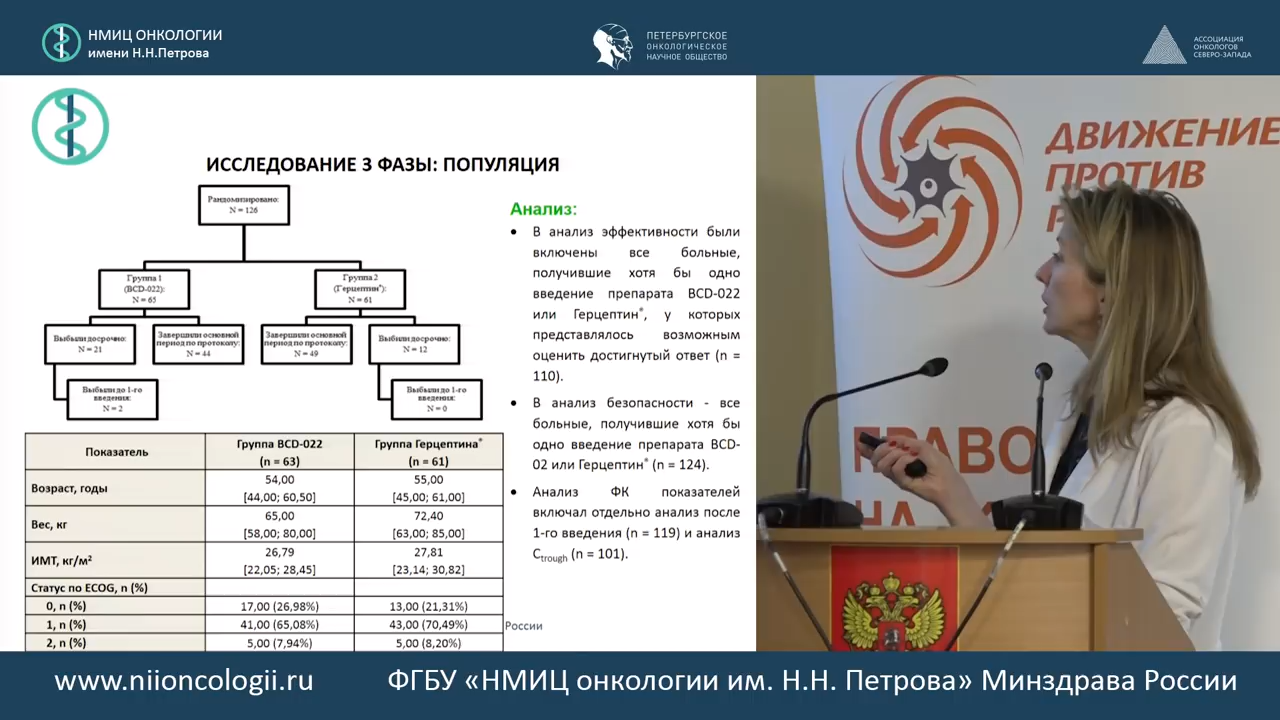 НМИЦ ОНКОЛОГИИ
имени Н.Н.Петрова
ПЕТЕРБУРГСКОЕ
ОНКОЛОГИЧЕСКОЕ
НАУЧНОЕ ОБЩЕСТВО
АССОЦИАЦИЯ
ОНКОЛОГОВ
СЕВЕРО-ЗАПАДА
ИССЛЕДОВАНИЕ 3 ФАЗЫ: ПОПУЛЯЦИЯ
Рандомизировано:
N = 126
Группа 1
(BCD-022):
N = 65
Группа 2
(Герцептин®):
N = 61
Выбыли досрочно:
N = 21
Завершили основной
период по протоколу:
N = 44
Завершили основной
период по протоколу:
N = 49
Выбыли досрочно:
N = 12
Выбыли до 1-го
введения:
N = 2
Выбыли до 1-го
введения:
N = 0
Показатель
Группа BCD-022
(n = 63)
Группа Герцептина®
(n = 61)
Возраст, годы
54,00
[44,00; 60,50]
55,00
[45,00; 61,00]
Вес, кг
65,00
[58,00; 80,00]
72,40
[63,00; 85,00]
ИМТ, кг/м²
26,79
[22,05; 28,45]
27,81
[23,14; 30,82]
Статус по ECOG, n (%)
0, n (%)
17,00 (26,98%)
13,00 (21,31%)
1, n (%)
41,00 (65,08%)
43,00 (70,49%)
2, n (%)
5,00 (7,94%)
5,00 (8,20%)
Анализ:
• В анализ эффективности были
включены все больные,
получившие хотя бы одно
введение препарата BCD-022
или Герцептин®, у которых
представлялось возможным
оценить достигнутый ответ (n =
110).
• В анализ безопасности - все
больные, получившие хотя бы
одно введение препарата BCD-
02 или Герцептин® (n = 124).
• Анализ ФК показателей
включал отдельно анализ после
1-го введения (n = 119) и анализ
Ctrough (n = 101).
России
ДВИЖЕНИЕ
ПРОТИВ
ПРАВО
НА
www.niioncologii.ru
ФГБУ «НМИЦ онкологии им. Н.Н. Петрова» Минздрава России